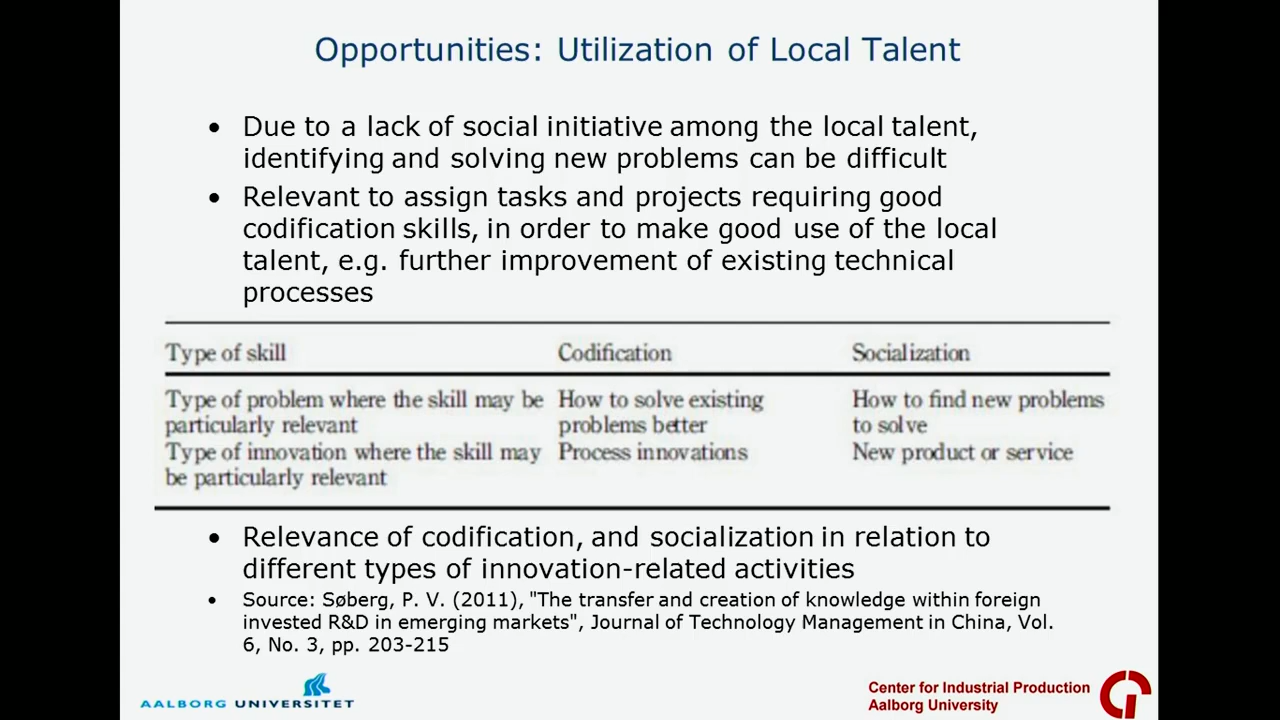 Opportunities: Utilization of Local Talent
• Due to a lack of social initiative among the local talent,
identifying and solving new problems can be difficult
• Relevant to assign tasks and projects requiring good
codification skills, in order to make good use of the local
talent, e.g. further improvement of existing technical
processes
Type of skill Codification Socialization
Type of problem where the skill may be How to solve existing How to find new problems
particularly relevant problems better to solve
Type of innovation where the skill may Process innovations New product or service
be particularly relevant
• Relevance of codification, and socialization in relation to
different types of innovation-related activities
• Source: Søberg, P. V. (2011), "The transfer and creation of knowledge within foreign
invested R&D in emerging markets", Journal of Technology Management in China, Vol.
6, No. 3, pp. 203-215
AALBORG UNIVERSITET
Center for Industrial Production
Aalborg University